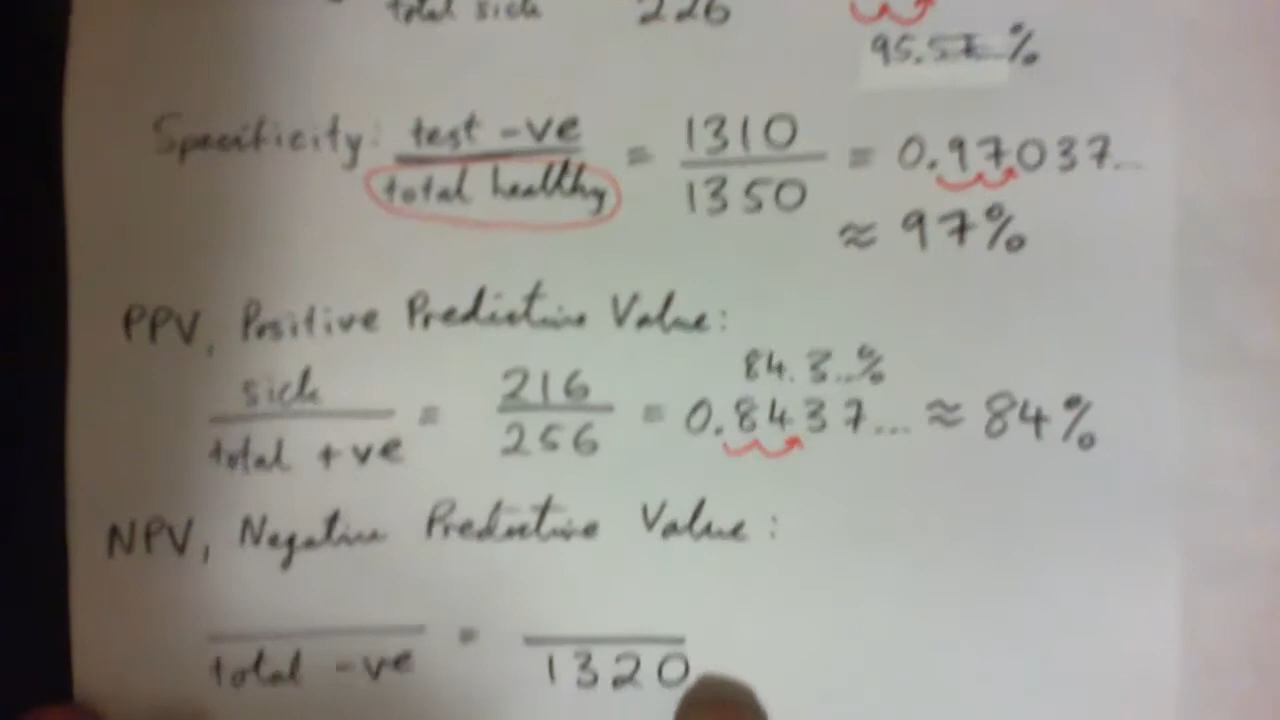 total sick 226
95.5 %
Specificity: test -ve = 1310 = 0.97037...
total healthy 1350
≈ 97%
PPV, Positive Predictive Value:
84.3..%
sick = 216 = 0.8437... ≈ 84%
total +ve 256
NPV, Negative Predictive Value:
=
total -ve 1320